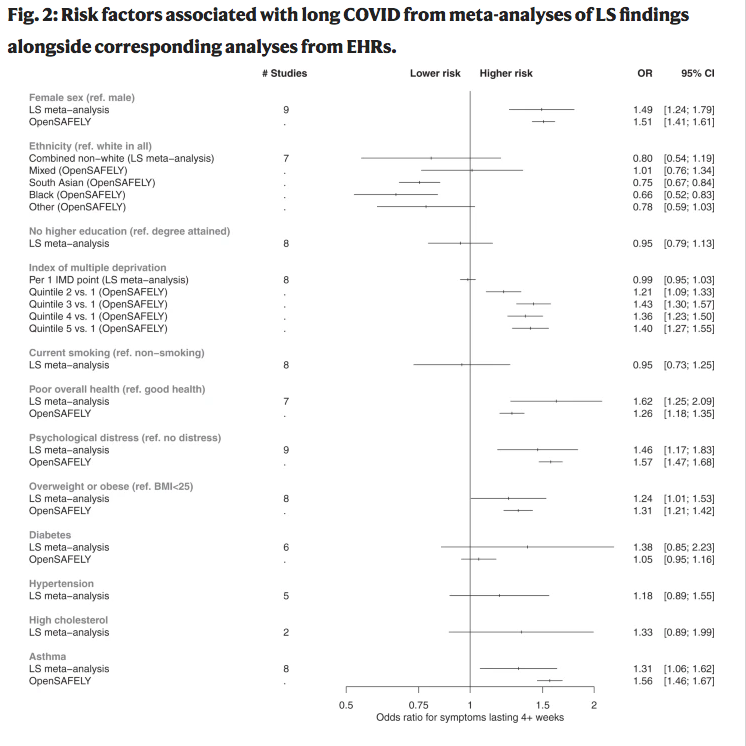 Fig. 2: Risk factors associated with long COVID from meta-analyses of LS findings
alongside corresponding analyses from EHRs.
# Studies Lower risk Higher risk OR 95% CI
Female sex (ref. male)
LS meta−analysis 9 1.49 [1.24; 1.79]
OpenSAFELY . 1.51 [1.41; 1.61]
Ethnicity (ref. white in all)
Combined non−white (LS meta−analysis) 7 0.80 [0.54; 1.19]
Mixed (OpenSAFELY) . 1.01 [0.76; 1.34]
South Asian (OpenSAFELY) . 0.75 [0.67; 0.84]
Black (OpenSAFELY) . 0.66 [0.52; 0.83]
Other (OpenSAFELY) . 0.78 [0.59; 1.03]
No higher education (ref. degree attained)
LS meta−analysis 8 0.95 [0.79; 1.13]
Index of multiple deprivation
Per 1 IMD point (LS meta−analysis) 8 0.99 [0.95; 1.03]
Quintile 2 vs. 1 (OpenSAFELY) . 1.21 [1.09; 1.33]
Quintile 3 vs. 1 (OpenSAFELY) . 1.43 [1.30; 1.57]
Quintile 4 vs. 1 (OpenSAFELY) . 1.36 [1.23; 1.50]
Quintile 5 vs. 1 (OpenSAFELY) . 1.40 [1.27; 1.55]
Current smoking (ref. non−smoking)
LS meta−analysis 8 0.95 [0.73; 1.25]
Poor overall health (ref. good health)
LS meta−analysis 7 1.62 [1.25; 2.09]
OpenSAFELY . 1.26 [1.18; 1.35]
Psychological distress (ref. no distress)
LS meta−analysis 9 1.46 [1.17; 1.83]
OpenSAFELY . 1.57 [1.47; 1.68]
Overweight or obese (ref. BMI<25)
LS meta−analysis 8 1.24 [1.01; 1.53]
OpenSAFELY . 1.31 [1.21; 1.42]
Diabetes
LS meta−analysis 6 1.38 [0.85; 2.23]
OpenSAFELY . 1.05 [0.95; 1.16]
Hypertension
LS meta−analysis 5 1.18 [0.89; 1.55]
High cholesterol
LS meta−analysis 2 1.33 [0.89; 1.99]
Asthma
LS meta−analysis 8 1.31 [1.06; 1.62]
OpenSAFELY . 1.56 [1.46; 1.67]
0.5 0.75 1 1.5 2
Odds ratio for symptoms lasting 4+ weeks